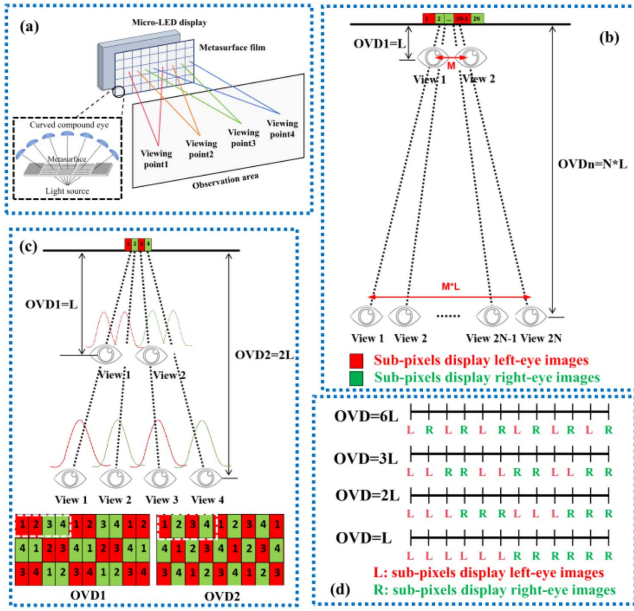 (a)
Micro-LED display
Metasurface film
Curved compound eye
Metasurface
Light source
Viewing point1
Viewing point2
Viewing point3
Viewing point4
Observation area
(b)
1 2 ... 2N-1 2N
OVD1=L
M
View 1 View 2
OVDn=N*L
M*L
View 1 View 2 ...... View 2N-1 View 2N
Sub-pixels display left-eye images
Sub-pixels display right-eye images
(c)
1 2 3 4
OVD1=L
View 1 View 2
OVD2=2L
View 1 View 2 View 3 View 4
1 2 3 4 1 2 3 4 1 2
4 1 2 3 4 1 2 3 4 1
3 4 1 2 3 4 1 2 3 4
OVD1
1 2 3 4 1 2 3 4 1
4 1 2 3 4 1 2 3 4
3 4 1 2 3 4 1 2 3
OVD2
OVD=6L
L R L R L R L R L R L R
OVD=3L
L L R R L L R R L L R R
OVD=2L
L L L R R R L L L R R R
OVD=L
L L L L L L R R R R R R
L: sub-pixels display left-eye images
(d) R: sub-pixels display right-eye images